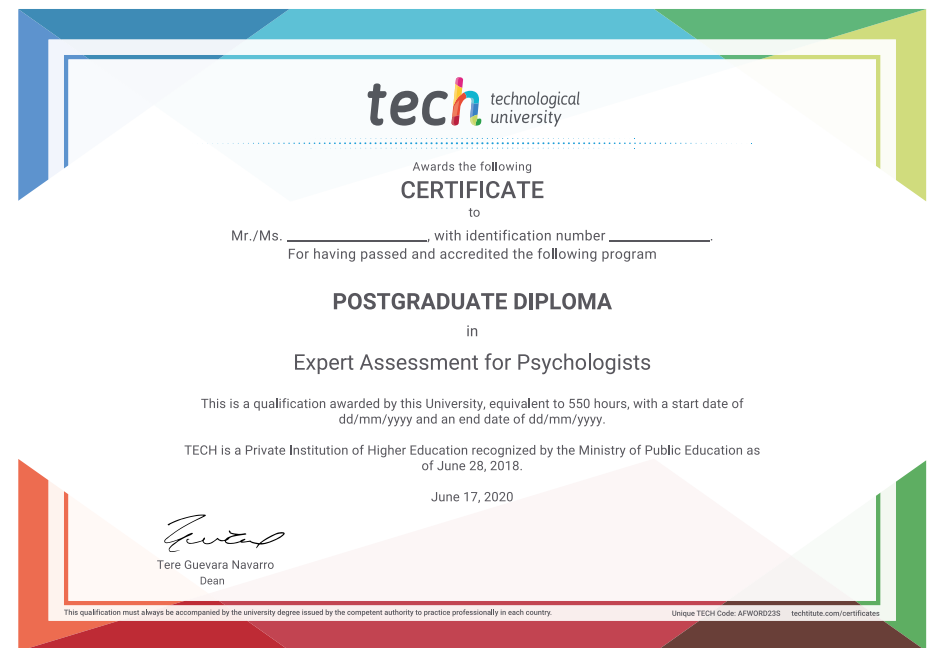 tech technological
university
Awards the following
CERTIFICATE
to
Mr./Ms. ____________________, with identification number ______________.
For having passed and accredited the following program
POSTGRADUATE DIPLOMA
in
Expert Assessment for Psychologists
This is a qualification awarded by this University, equivalent to 550 hours, with a start date of
dd/mm/yyyy and an end date of dd/mm/yyyy.
TECH is a Private Institution of Higher Education recognized by the Ministry of Public Education as
of June 28, 2018.
June 17, 2020
Tere Guevara Navarro
Dean
This qualification must always be accompanied by the university degree issued by the competent authority to practice professionally in each country. Unique TECH Code: AFWORD23S techtitute.com/certificates